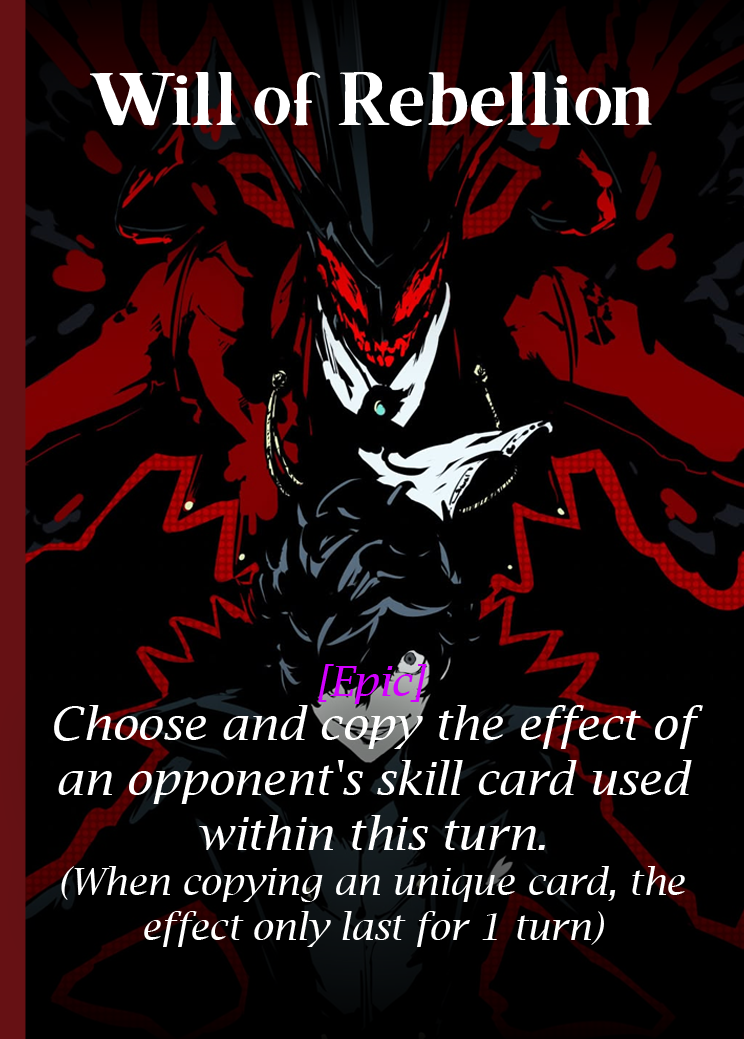 Will of Rebellion
[Epic]
Choose and copy the effect of
an opponent's skill card used
within this turn.
(When copying an unique card, the
effect only last for 1 turn)